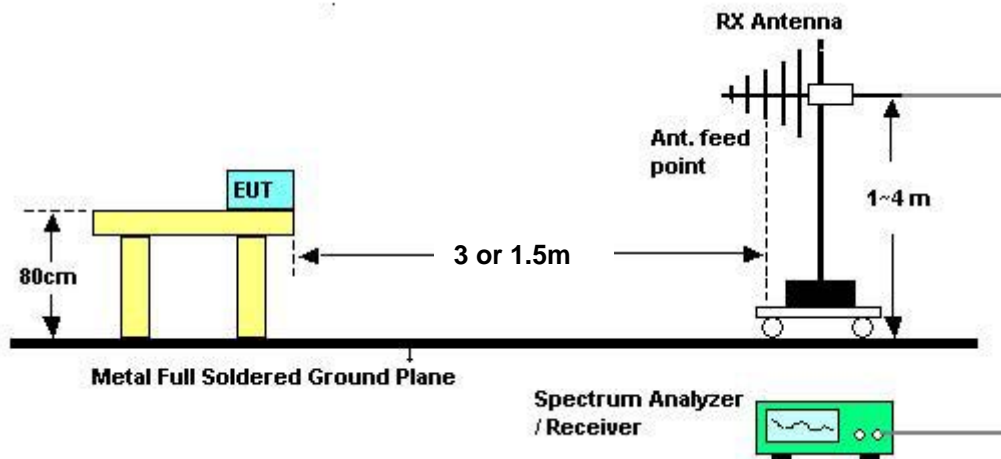 RX Antenna
Ant. feed
point
EUT
1~4 m
3 or 1.5m
80cm
Metal Full Soldered Ground Plane
Spectrum Analyzer
/ Receiver